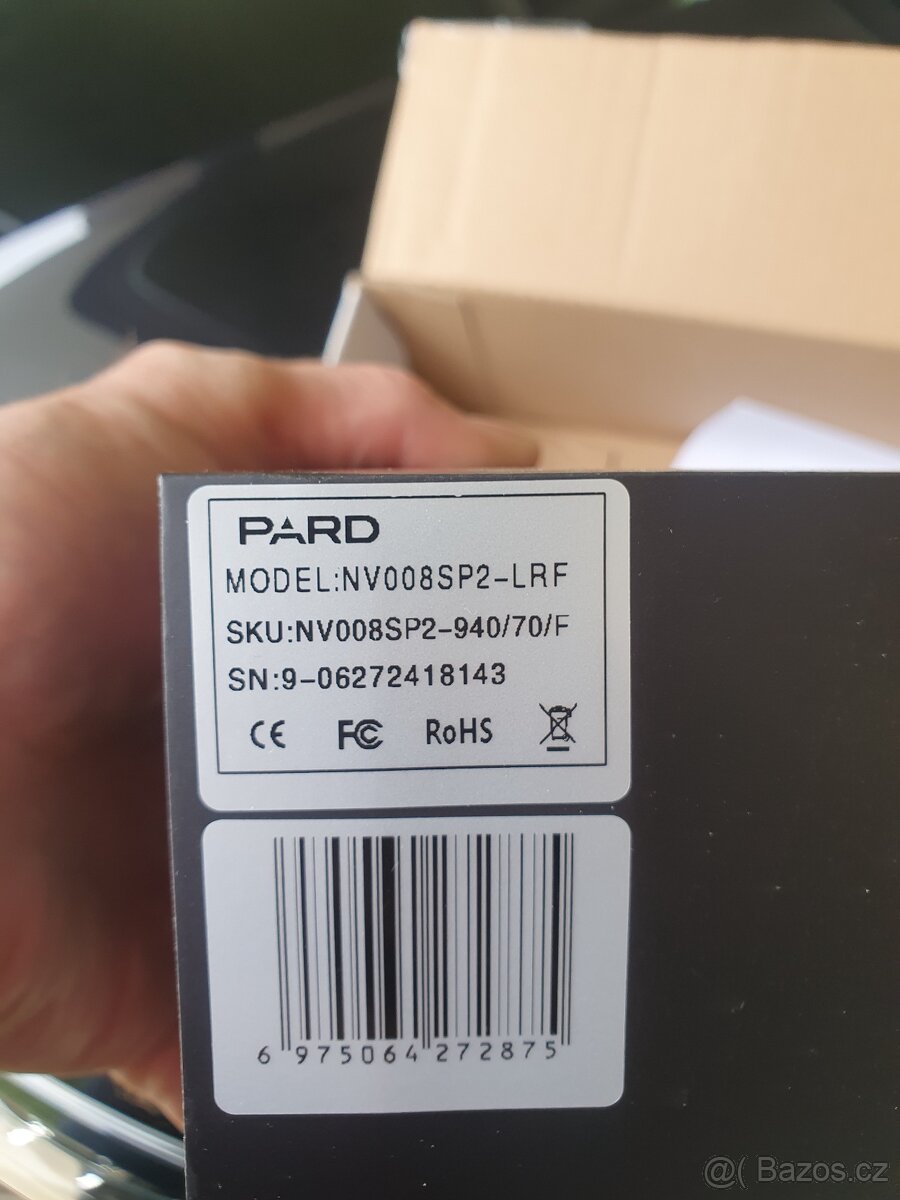 PARD
MODEL:NV008SP2-LRF
SKU:NV008SP2-940/70/F
SN:9-06272418143
CE FC RoHS
6 975064 272875
@( Bazos.cz